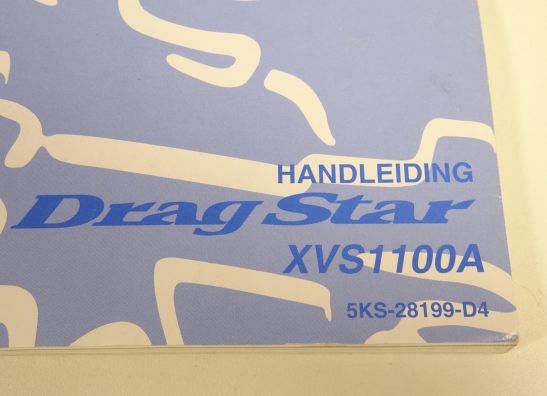 HANDLEIDING
Drag Star
XVS1100A
5KS-28199-D4